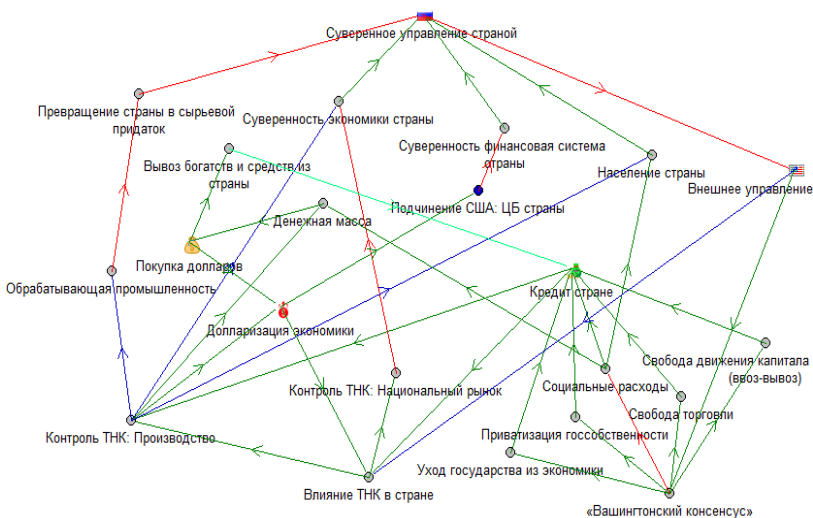 Суверенное управление страной
Превращение страны в сырьевой
придаток
Суверенность экономики страны
Суверенность финансовая система
страны
Вывоз богатств и средств из
страны
Население страны
Внешнее управление
Подчинение США: ЦБ страны
Денежная масса
Покупка долларов
Обрабатывающая промышленность
Кредит стране
Долларизация экономики
Свобода движения капитала
(ввоз-вывоз)
Контроль ТНК: Национальный рынок
Социальные расходы
Свобода торговли
Контроль ТНК: Производство
Приватизация госсобственности
Уход государства из экономики
Влияние ТНК в стране
«Вашингтонский консенсус»